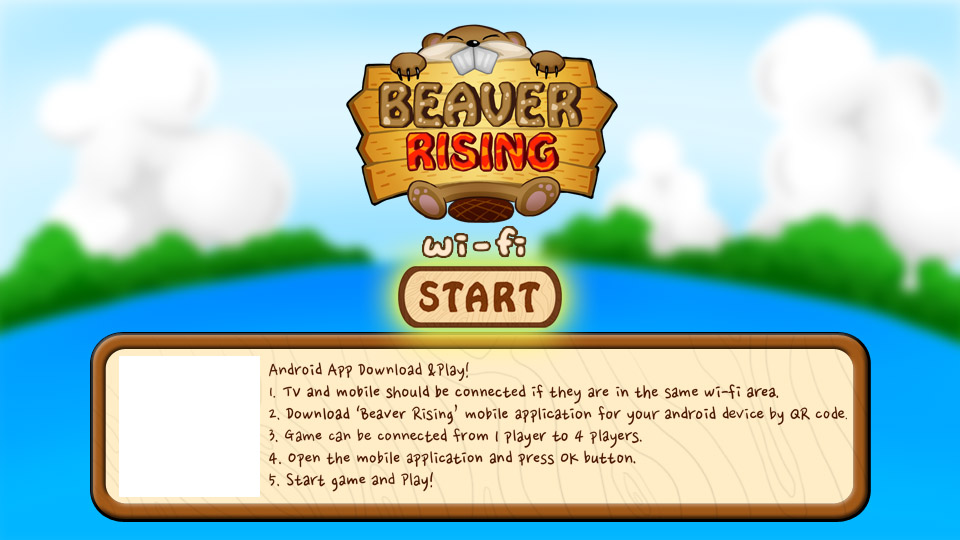 BEAVER
RISING
wi-fi
START
Android App Download &Play!
1. TV and mobile should be connected if they are in the same wi-fi area.
2. Download 'Beaver Rising' mobile application for your android device by QR code.
3. Game can be connected from 1 player to 4 players.
4. Open the mobile application and press OK button.
5. Start game and Play!